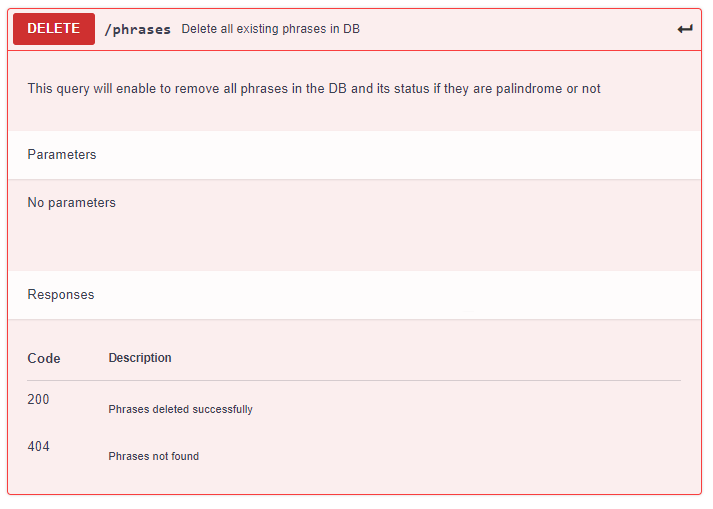 DELETE /phrases Delete all existing phrases in DB
This query will enable to remove all phrases in the DB and its status if they are palindrome or not
Parameters
No parameters
Responses
Code Description
200 Phrases deleted successfully
404 Phrases not found